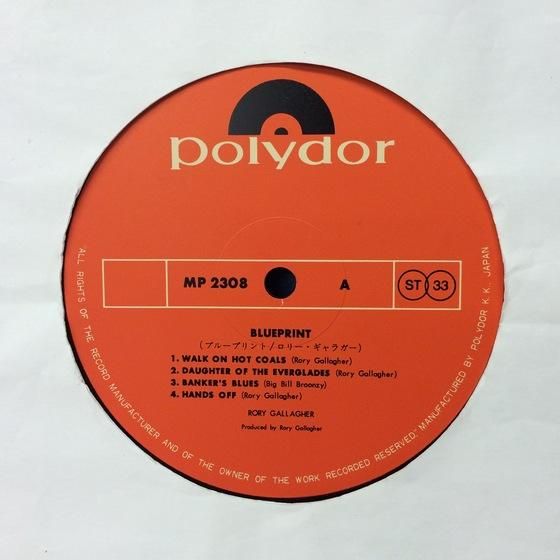 polydor
MP 2308 A ST 33
BLUEPRINT
(ブループリント/ロリー・ギャラガー)
1. WALK ON HOT COALS (Rory Gallagher)
2. DAUGHTER OF THE EVERGLADES (Rory Gallagher)
3. BANKER'S BLUES (Big Bill Broonzy)
4. HANDS OFF (Rory Gallagher)
RORY GALLAGHER
Produced by Rory Gallagher
"ALL RIGHTS OF THE RECORD MANUFACTURER AND OF THE OWNER OF THE WORK RECORDED RESERVED," MANUFACTURED BY POLYDOR K.K., JAPAN